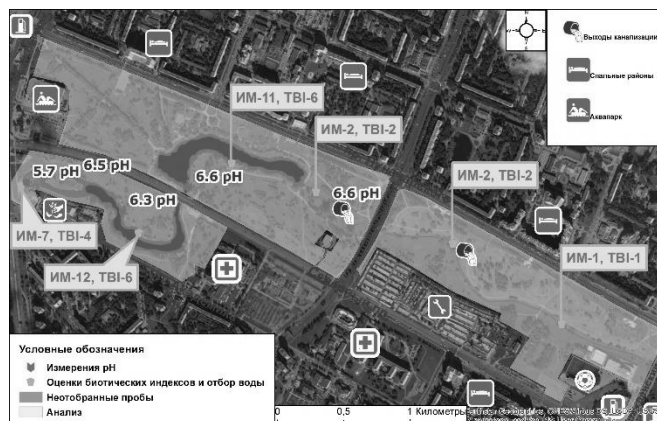 Выходы канализации
Спальные районы
Аквапарк
ИМ-11, TBI-6
ИМ-2, TBI-2
5.7 pH
6.5 pH
6.6 pH
6.6 pH
6.3 pH
ИМ-2, TBI-2
ИМ-7, TBI-4
ИМ-12, TBI-6
ИМ-1, TBI-1
Условные обозначения
Измерения pH
Оценки биотических индексов и отбор воды
Неотобранные пробы
Анализ
0 0,5 1 Километры